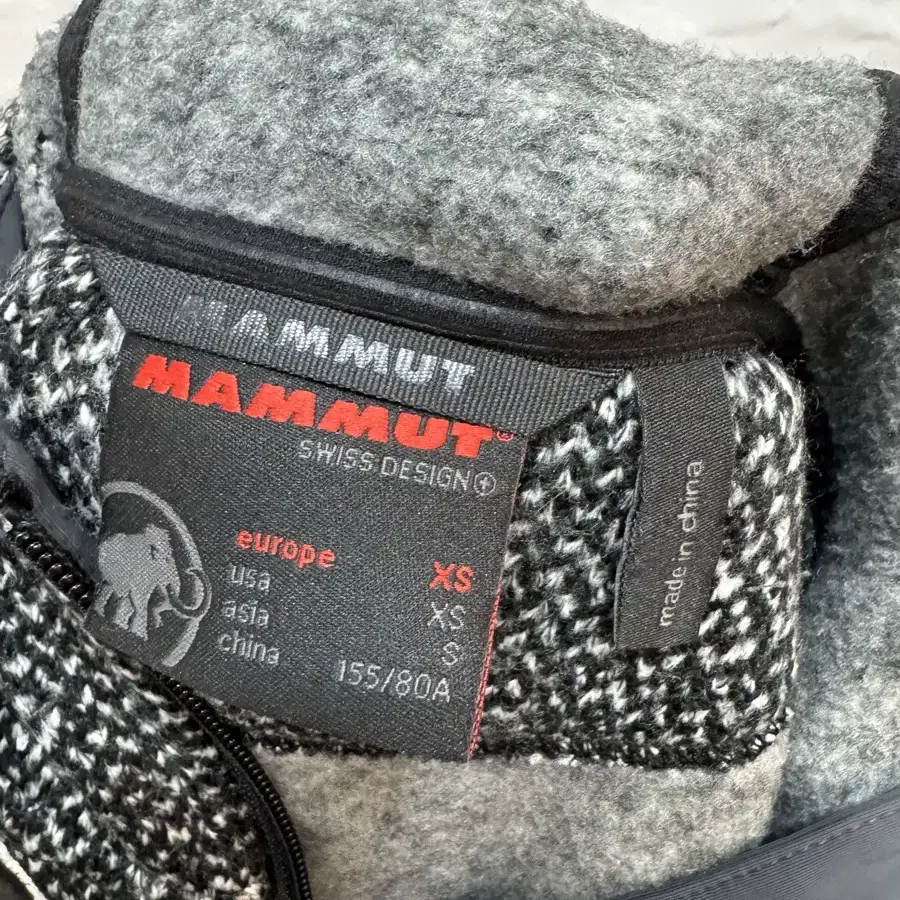 MAMMUT
MAMMUT®
SWISS DESIGN
europe XS
usa XS
asia S
china 155/80A
made in china